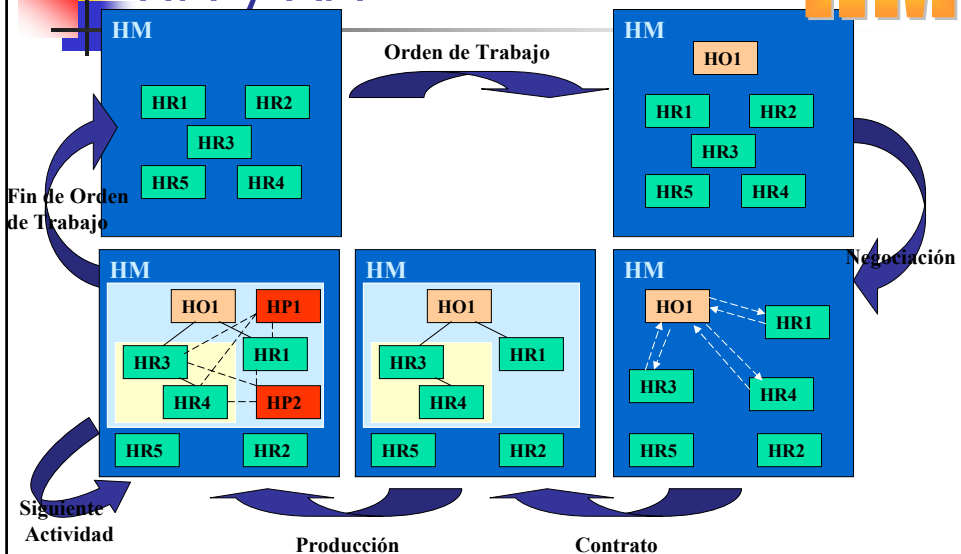 HM
HR1
HR2
HR3
HR5
HR4
Orden de Trabajo
HM
HO1
HR1
HR2
HR3
HR5
HR4
Fin de Orden
de Trabajo
Negociación
HM
HO1
HP1
HR3
HR1
HR4
HP2
HR5
HR2
HM
HO1
HR3
HR1
HR4
HR5
HR2
HM
HO1
HR1
HR3
HR4
HR5
HR2
Siguiente
Actividad
Producción
Contrato